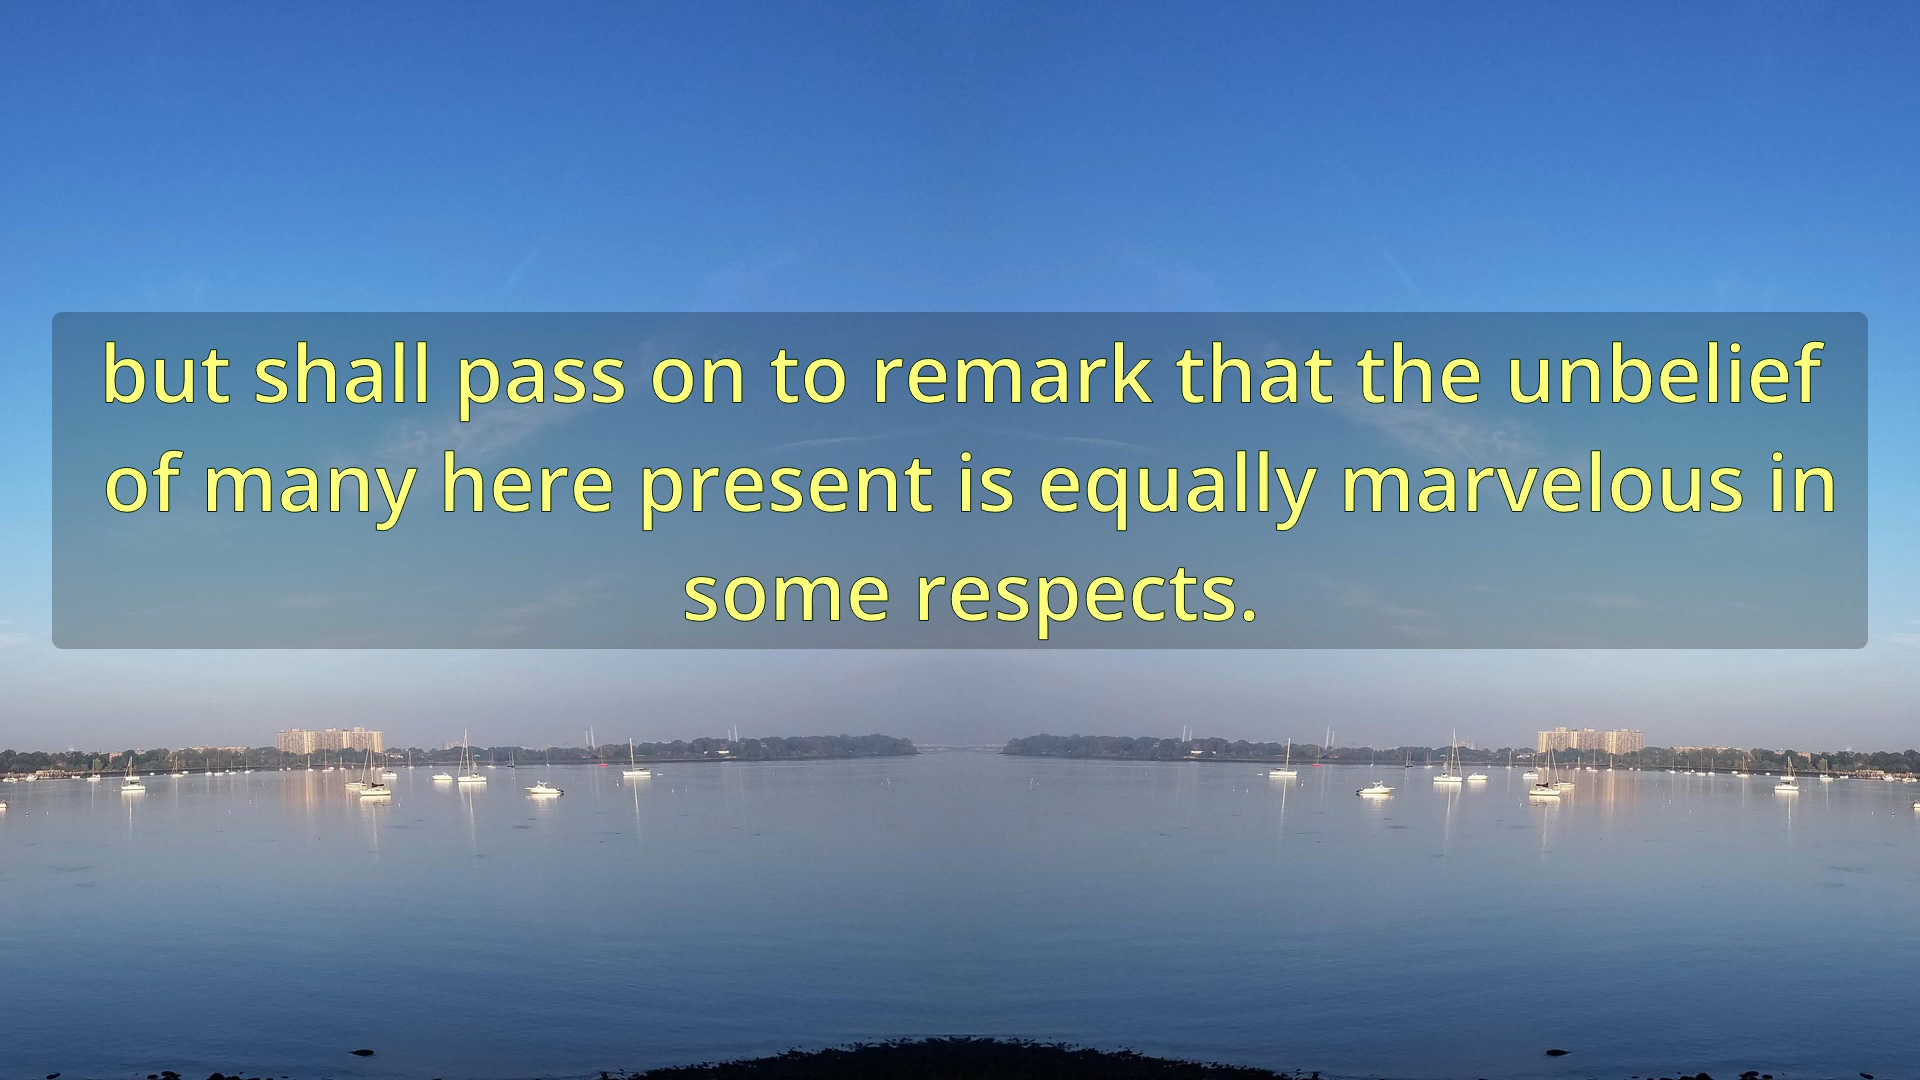 but shall pass on to remark that the unbelief
of many here present is equally marvelous in
some respects.